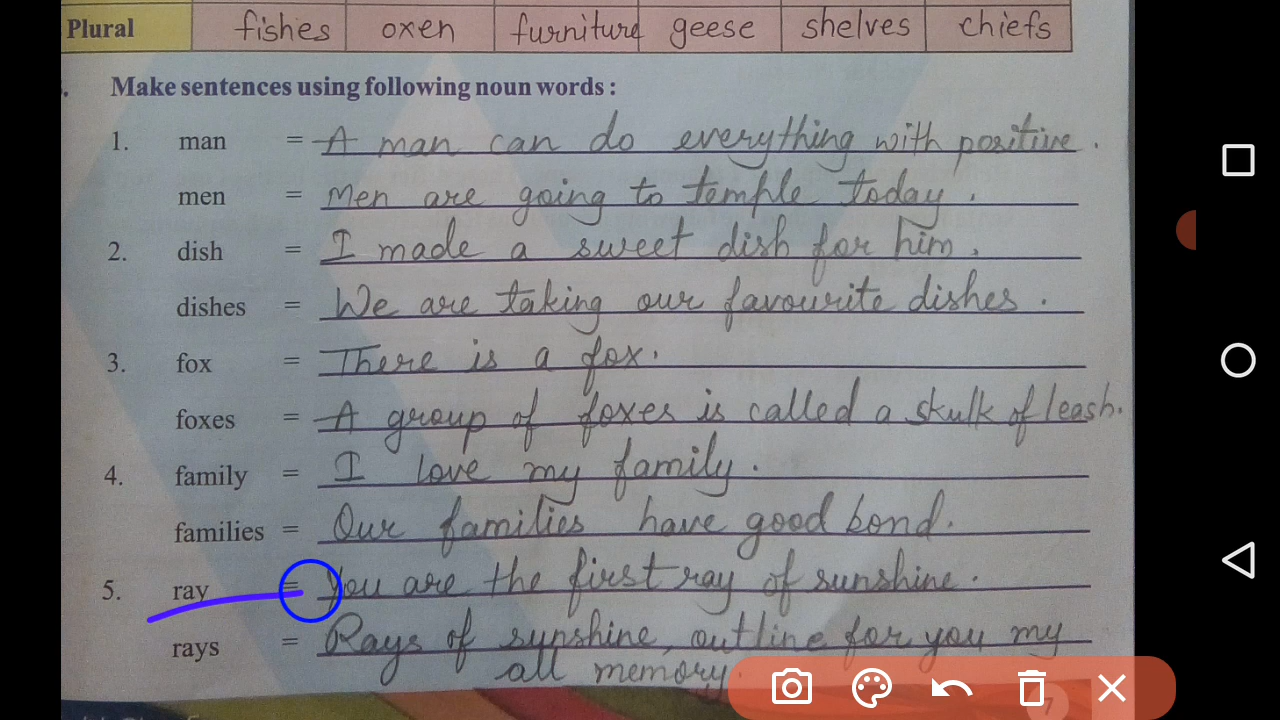 Plural fishes oxen furniture geese shelves chiefs
Make sentences using following noun words :
1. man = A man can do everything with positive .
men = Men are going to temple today .
2. dish = I made a sweet dish for him .
dishes = We are taking our favourite dishes .
3. fox = There is a fox .
foxes = A group of foxes is called a skulk of leash .
4. family = I love my family .
families = Our families have good bond .
5. ray = You are the first ray of sunshine .
rays = Rays of sunshine, outline for you my
all memory
7